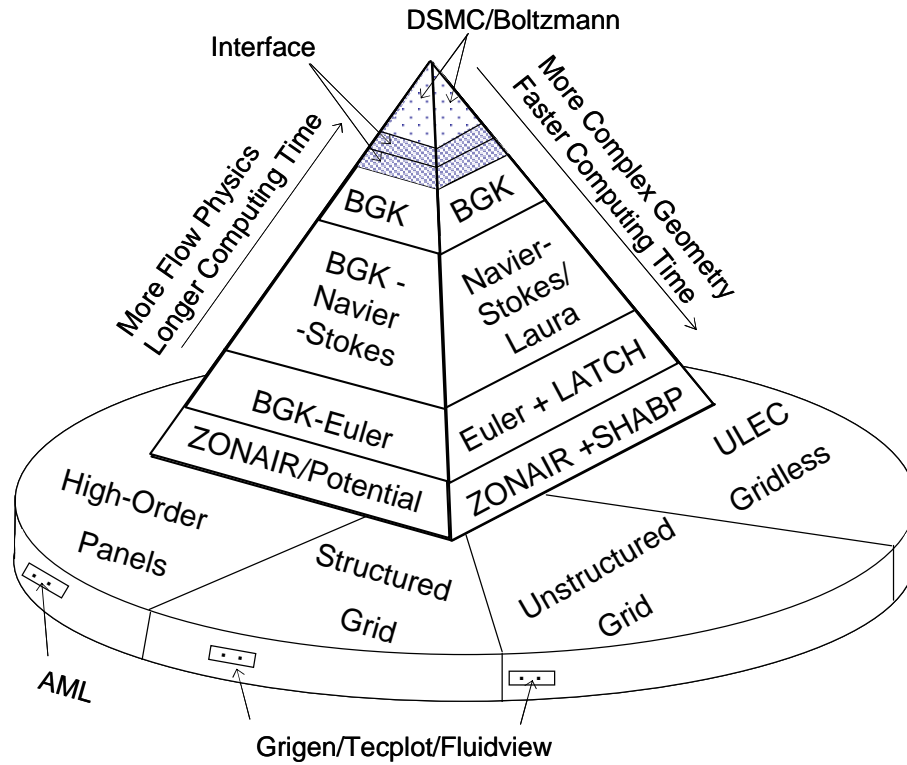 DSMC/Boltzmann
Interface
More Flow Physics
Longer Computing Time
More Complex Geometry
Faster Computing Time
BGK
BGK -
Navier
-Stokes
BGK-Euler
ZONAIR/Potential
BGK
Navier-
Stokes/
Laura
Euler + LATCH
ZONAIR +SHABP
High-Order
Panels
Structured
Grid
Unstructured
Grid
ULEC
Gridless
AML
Grigen/Tecplot/Fluidview